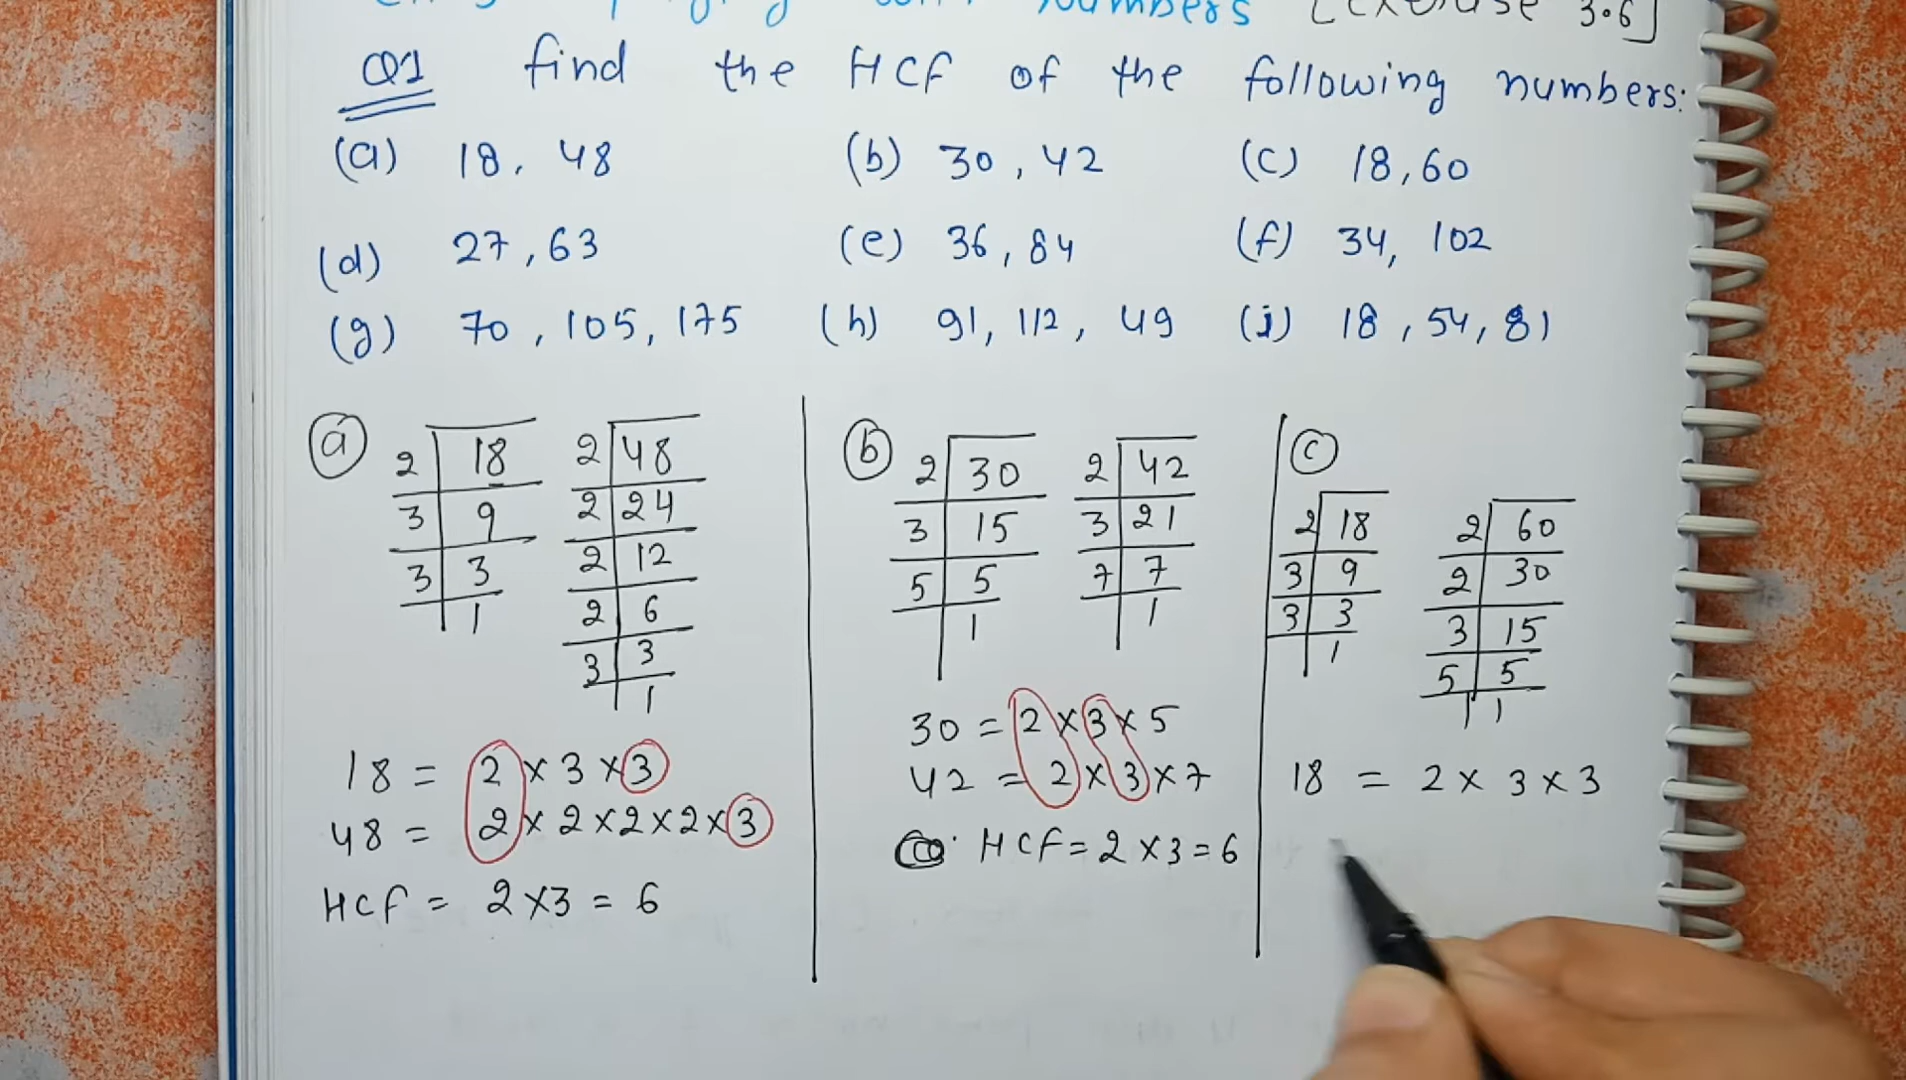 numbers [Exercise 3.6]
Q1 find the HCF of the following numbers:
(a) 18, 48 (b) 30, 42 (c) 18, 60
(d) 27, 63 (e) 36, 84 (f) 34, 102
(g) 70, 105, 175 (h) 91, 112, 49 (i) 18, 54, 81
(a)
2 | 18
3 | 9
3 | 3
1
2 | 48
2 | 24
2 | 12
2 | 6
3 | 3
1
18 = 2 × 3 × 3
48 = 2 × 2 × 2 × 2 × 3
HCF = 2 × 3 = 6
(b)
2 | 30
3 | 15
5 | 5
1
2 | 42
3 | 21
7 | 7
1
30 = 2 × 3 × 5
42 = 2 × 3 × 7
HCF = 2 × 3 = 6
(c)
2 | 18
3 | 9
3 | 3
1
2 | 60
2 | 30
3 | 15
5 | 5
1
18 = 2 × 3 × 3